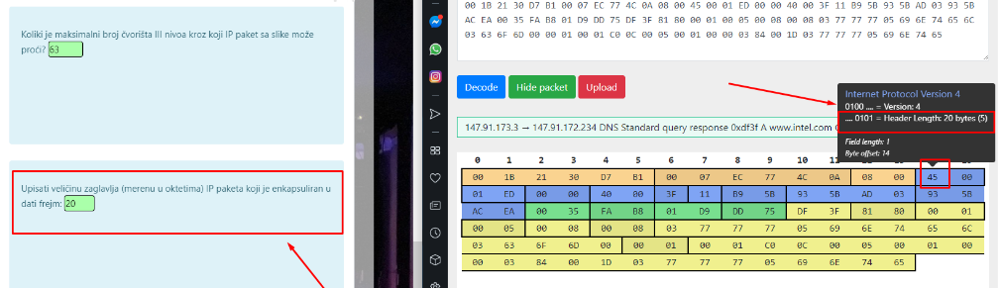 Koliki je maksimalni broj čvorišta III nivoa kroz koji IP paket sa slike može
proći? 63
Upisati veličinu zaglavlja (merenu u oktetima) IP paketa koji je enkapsuliran u
dati frejm: 20
00 1B 21 30 D7 B1 00 07 EC 77 4C 0A 08 00 45 00 01 ED 00 00 40 00 3F 11 B9 5B 93 5B AD 03 93 5B
AC EA 00 35 FA B8 01 D9 DD 75 DF 3F 81 80 00 01 00 05 00 08 00 08 03 77 77 77 05 69 6E 74 65 6C
03 63 6F 6D 00 00 01 00 01 C0 0C 00 05 00 01 00 00 03 84 00 1D 03 77 77 77 05 69 6E 74 65
Decode Hide packet Upload
Internet Protocol Version 4
0100 .... = Version: 4
.... 0101 = Header Length: 20 bytes (5)
Field length: 1
Byte offset: 14
147.91.173.3 → 147.91.172.234 DNS Standard query response 0xdf3f A www.intel.com
0 1 2 3 4 5 6 7 8 9 10 11
00 1B 21 30 D7 B1 00 07 EC 77 4C 0A 08 00 45 00
01 ED 00 00 40 00 3F 11 B9 5B 93 5B AD 03 93 5B
AC EA 00 35 FA B8 01 D9 DD 75 DF 3F 81 80 00 01
00 05 00 08 00 08 03 77 77 77 05 69 6E 74 65 6C
03 63 6F 6D 00 00 01 00 01 C0 0C 00 05 00 01 00
00 03 84 00 1D 03 77 77 77 05 69 6E 74 65